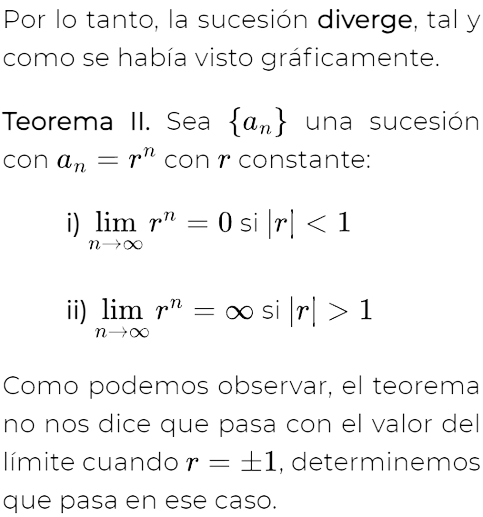 Por lo tanto, la sucesión diverge, tal y
como se había visto gráficamente.
Teorema II. Sea {aₙ} una sucesión
con aₙ = rⁿ con r constante:
i) lim n→∞ rⁿ = 0 si |r| < 1
ii) lim n→∞ rⁿ = ∞ si |r| > 1
Como podemos observar, el teorema
no nos dice que pasa con el valor del
límite cuando r = ±1, determinemos
que pasa en ese caso.